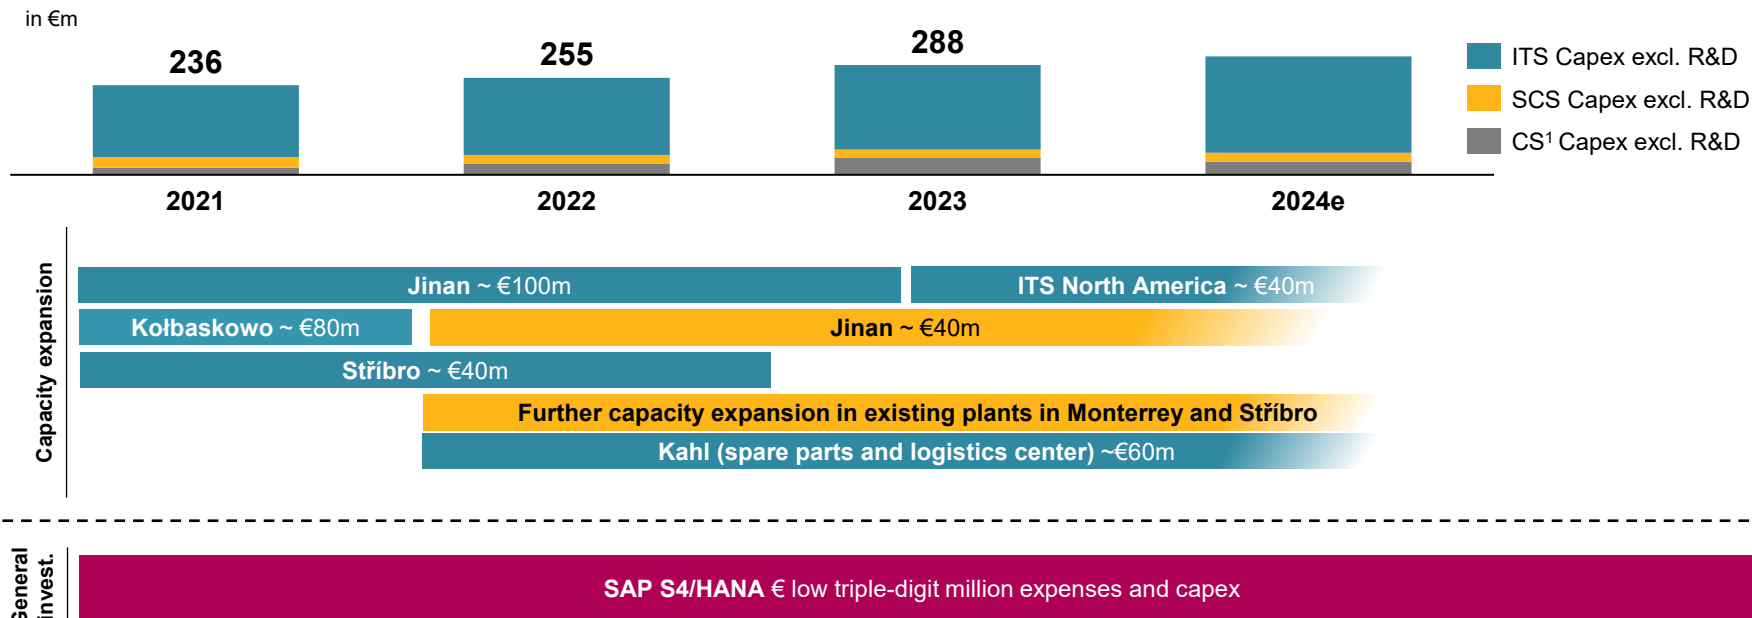 in €m
236
255
288
ITS Capex excl. R&D
SCS Capex excl. R&D
CS¹ Capex excl. R&D
2021
2022
2023
2024e
Capacity expansion
Jinan ~ €100m
ITS North America ~ €40m
Kołbaskowo ~ €80m
Jinan ~ €40m
Stříbro ~ €40m
Further capacity expansion in existing plants in Monterrey and Stříbro
Kahl (spare parts and logistics center) ~€60m
General
invest.
SAP S4/HANA € low triple-digit million expenses and capex